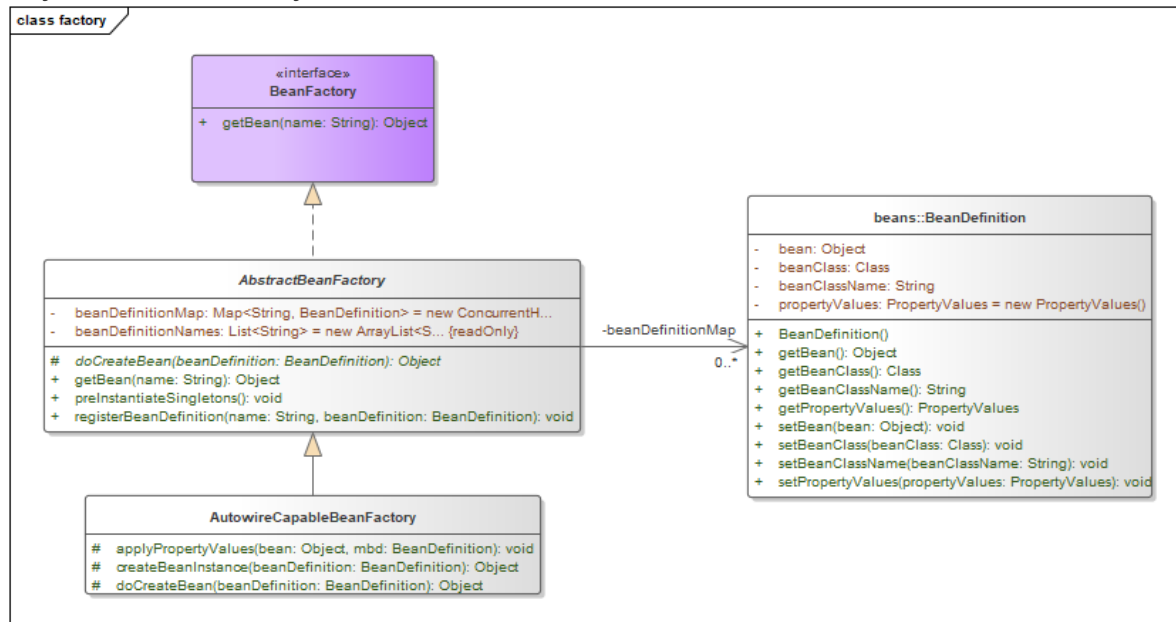 class factory
«interface»
BeanFactory
+ getBean(name: String): Object
AbstractBeanFactory
- beanDefinitionMap: Map<String, BeanDefinition> = new ConcurrentH...
- beanDefinitionNames: List<String> = new ArrayList<S... {readOnly}
# doCreateBean(beanDefinition: BeanDefinition): Object
+ getBean(name: String): Object
+ preInstantiateSingletons(): void
+ registerBeanDefinition(name: String, beanDefinition: BeanDefinition): void
-beanDefinitionMap
0..*
beans::BeanDefinition
- bean: Object
- beanClass: Class
- beanClassName: String
- propertyValues: PropertyValues = new PropertyValues()
+ BeanDefinition()
+ getBean(): Object
+ getBeanClass(): Class
+ getBeanClassName(): String
+ getPropertyValues(): PropertyValues
+ setBean(bean: Object): void
+ setBeanClass(beanClass: Class): void
+ setBeanClassName(beanClassName: String): void
+ setPropertyValues(propertyValues: PropertyValues): void
AutowireCapableBeanFactory
# applyPropertyValues(bean: Object, mbd: BeanDefinition): void
# createBeanInstance(beanDefinition: BeanDefinition): Object
# doCreateBean(beanDefinition: BeanDefinition): Object